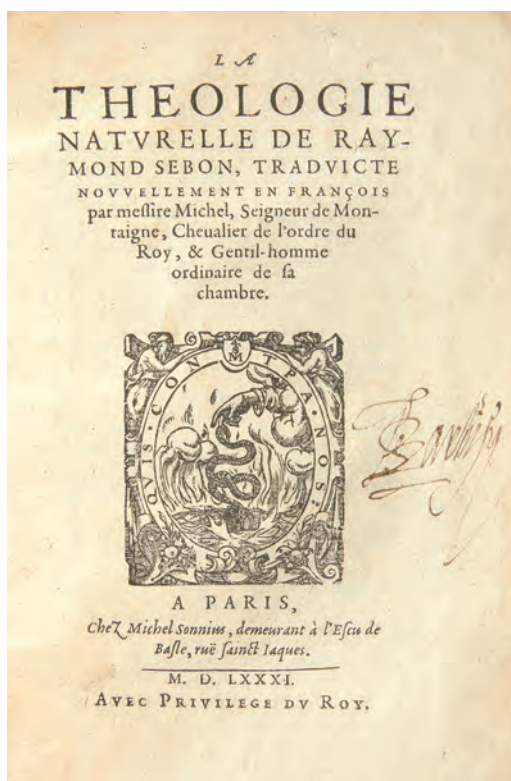 LA
THEOLOGIE
NATVRELLE DE RAY-
MOND SEBON, TRADVICTE
NOVVELLEMENT EN FRANÇOIS
par meſſire Michel, Seigneur de Mon-
taigne, Cheualier de l'ordre du
Roy, & Gentil-homme
ordinaire de ſa
chambre.
QVIS · CONTRA · NOS?
A PARIS,
Chez Michel Sonnius, demeurant à l'Eſcu de
Baſle, ruë ſainct Iaques.
M. D. LXXXI.
AVEC PRIVILEGE DV ROY.